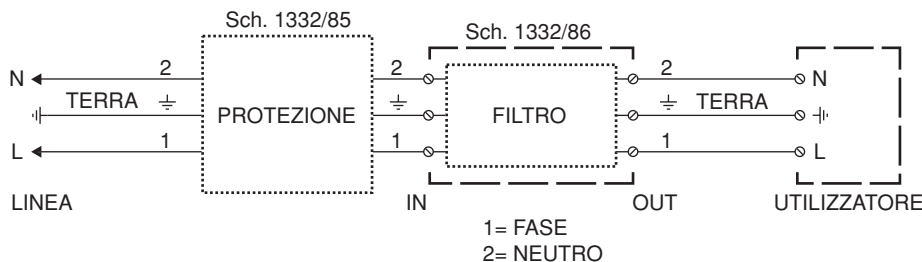 Sch. 1332/85
Sch. 1332/86
N 2 2 2 N
TERRA PROTEZIONE FILTRO TERRA
L 1 1 1 L
LINEA IN OUT UTILIZZATORE
1= FASE
2= NEUTRO